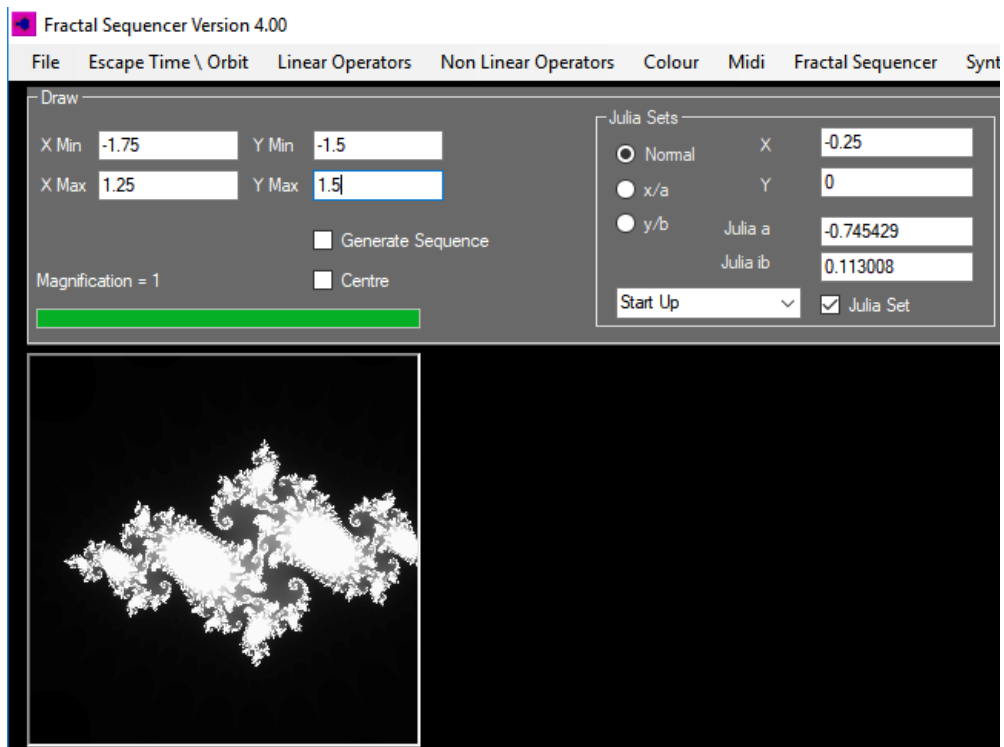 Fractal Sequencer Version 4.00
File Escape Time \ Orbit Linear Operators Non Linear Operators Colour Midi Fractal Sequencer Synt
Draw
X Min -1.75 Y Min -1.5
X Max 1.25 Y Max 1.5
Generate Sequence
Magnification = 1 Centre
Julia Sets
Normal X -0.25
x/a Y 0
y/b Julia a -0.745429
Julia ib 0.113008
Start Up Julia Set